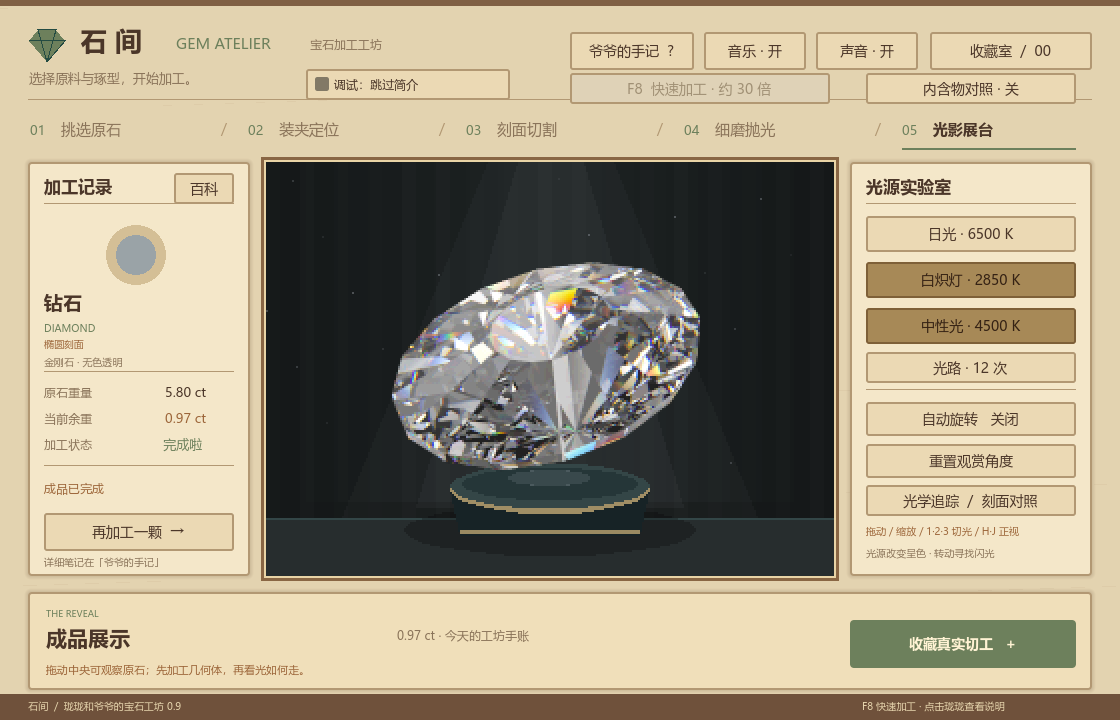 石 间 GEM ATELIER 宝石加工工坊
爷爷的手记 ? 音乐 · 开 声音 · 开 收藏室 / 00
选择原料与琢型，开始加工。
调试：跳过简介
F8 快速加工 · 约 30 倍 内含物对照 · 关
01 挑选原石 / 02 装夹定位 / 03 刻面切割 / 04 细磨抛光 / 05 光影展台
加工记录 百科
钻石
DIAMOND
椭圆刻面
金刚石 · 无色透明
原石重量 5.80 ct
当前余重 0.97 ct
加工状态 完成啦
成品已完成
再加工一颗 →
详细笔记在「爷爷的手记」
光源实验室
日光 · 6500 K
白炽灯 · 2850 K
中性光 · 4500 K
光路 · 12 次
自动旋转 关闭
重置观赏角度
光学追踪 / 刻面对照
拖动 / 缩放 / 1·2·3 切光 / H·J 正视
光源改变呈色 · 转动寻找闪光
THE REVEAL
成品展示
0.97 ct · 今天的工坊手账
拖动中央可观察原石；先加工几何体，再看光如何走。
收藏真实切工 +
石间 / 珑珑和爷爷的宝石工坊 0.9
F8 快速加工 · 点击珑珑查看说明